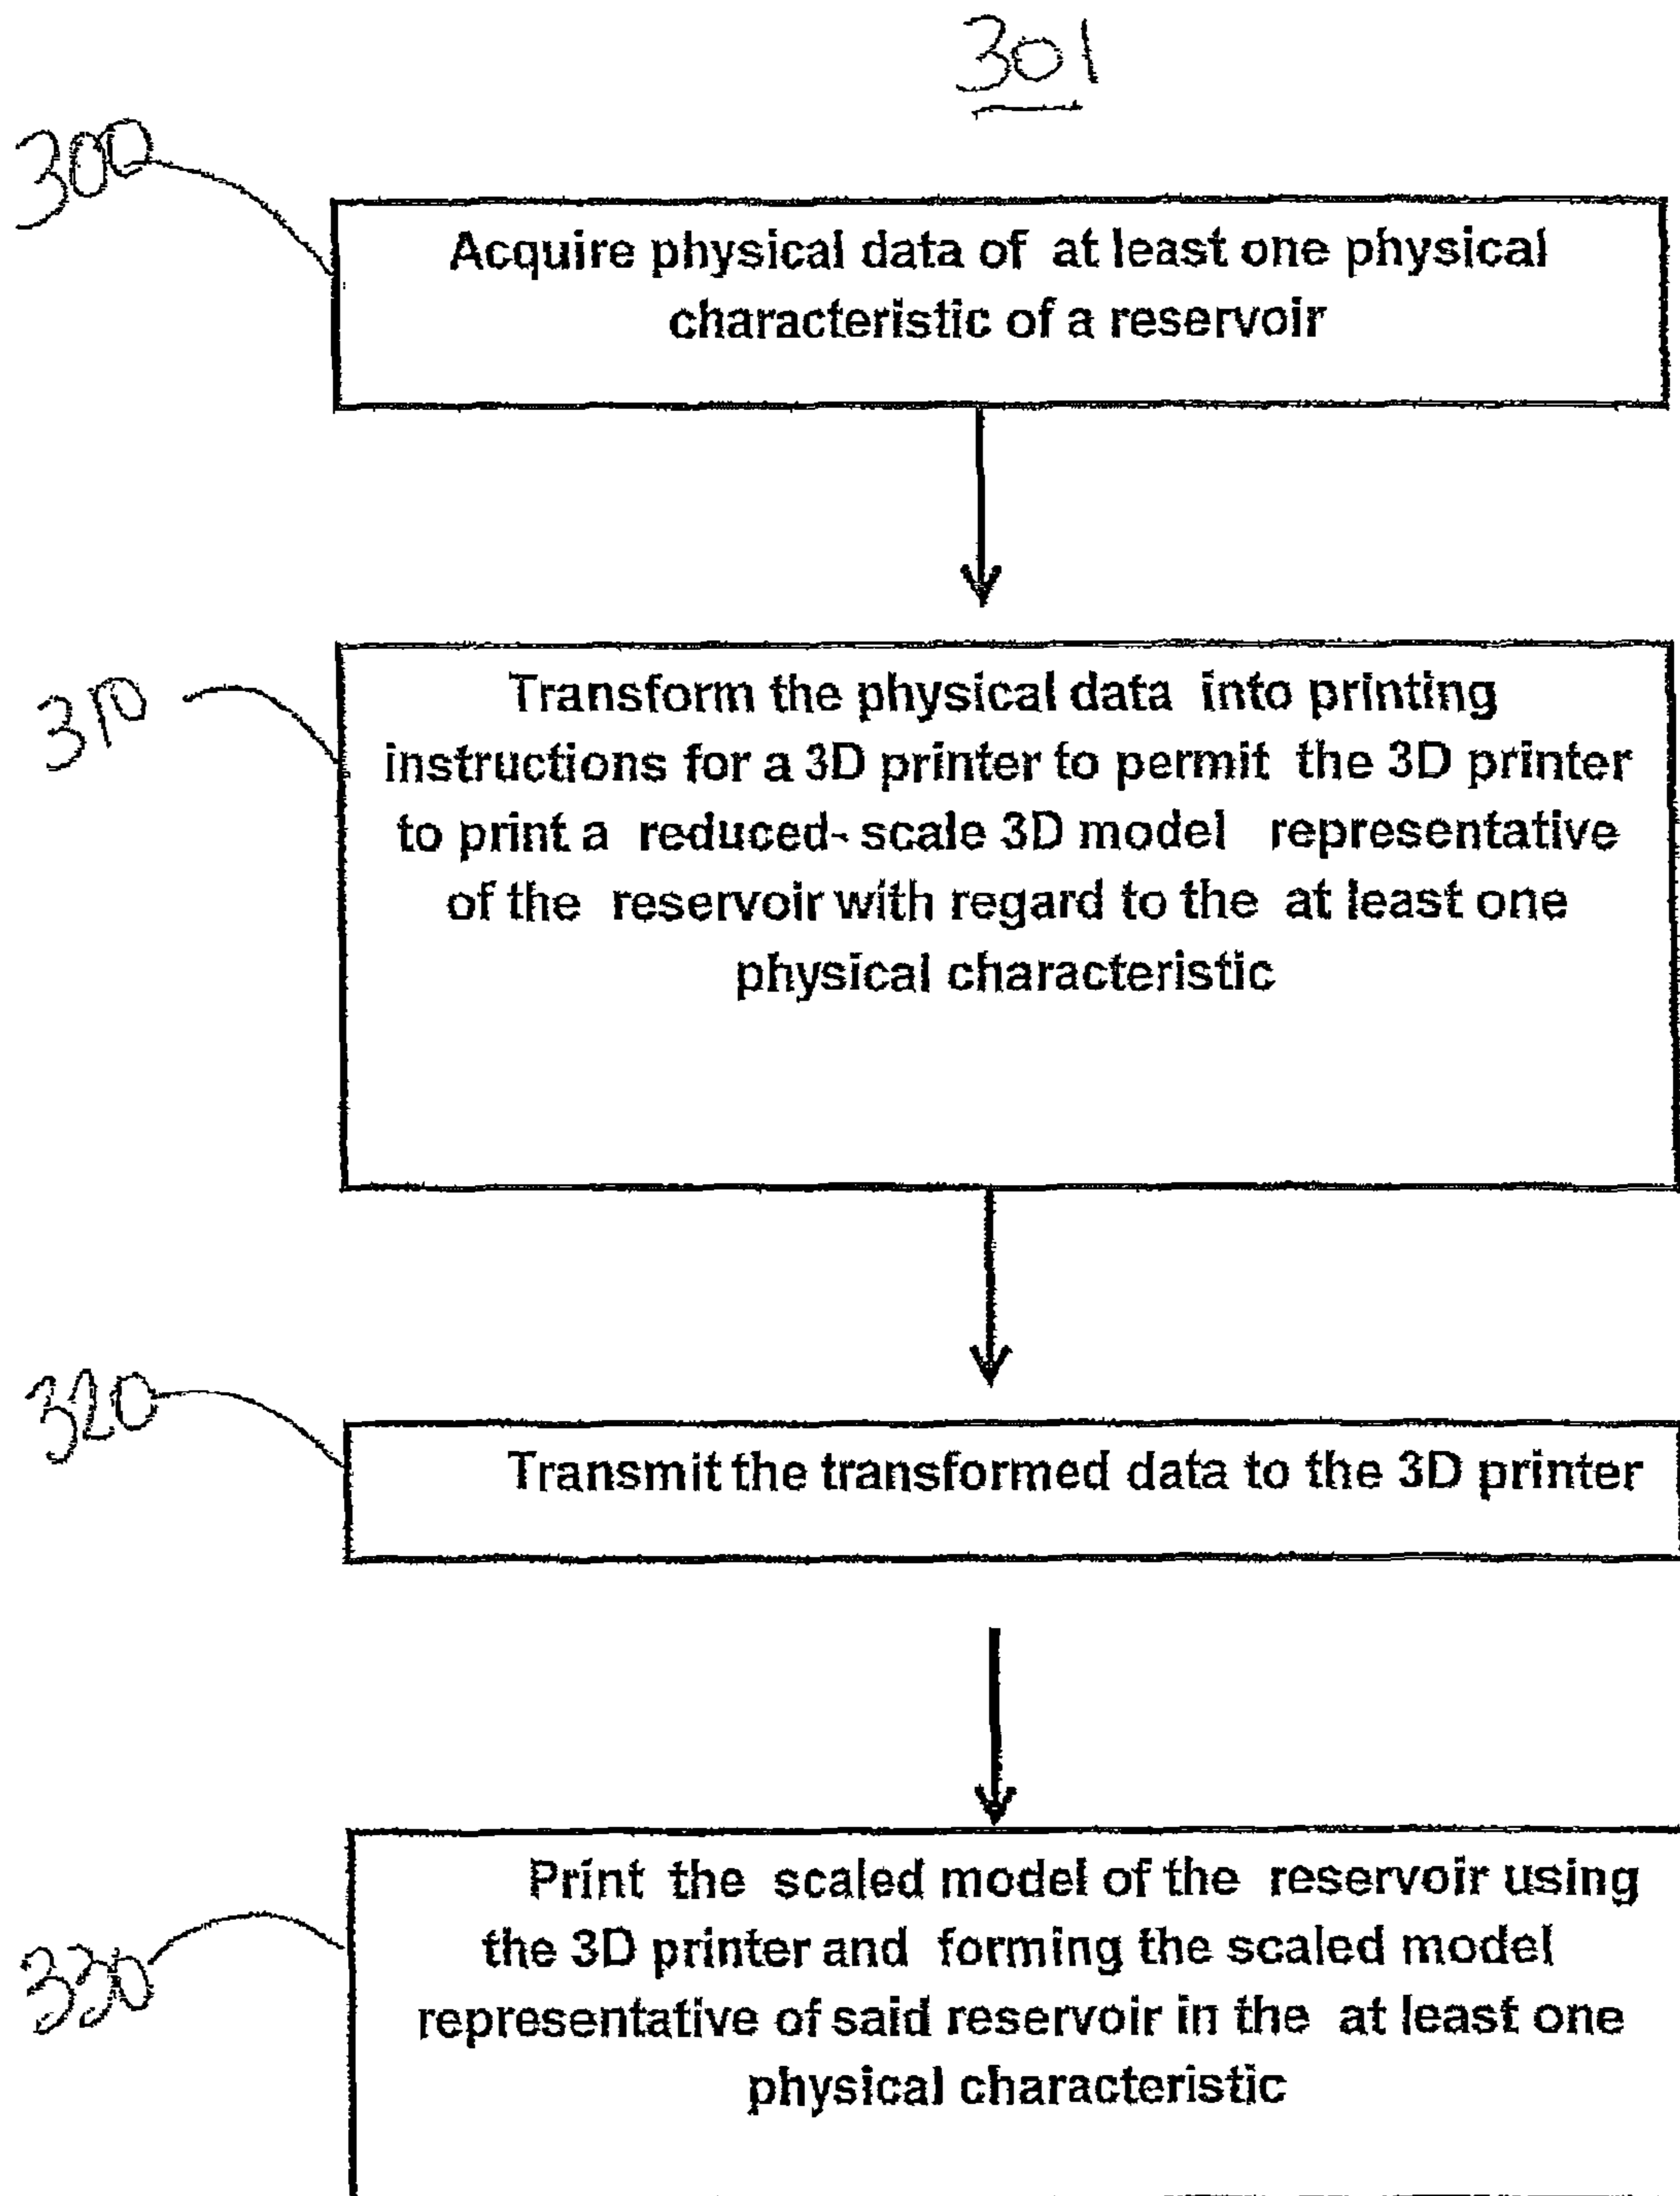 301
300
Acquire physical data of at least one physical
characteristic of a reservoir
310
Transform the physical data into printing
instructions for a 3D printer to permit the 3D printer
to print a reduced- scale 3D model representative
of the reservoir with regard to the at least one
physical characteristic
320
Transmit the transformed data to the 3D printer
330
Print the scaled model of the reservoir using
the 3D printer and forming the scaled model
representative of said reservoir in the at least one
physical characteristic